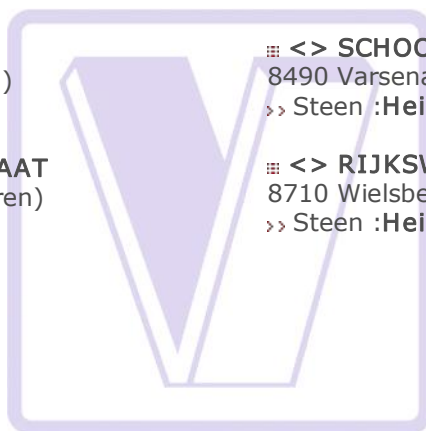 )
AAT
ren)
<> SCHOO
8490 Varsena
Steen :Hei
<> RIJKSW
8710 Wielsbe
Steen :Hei